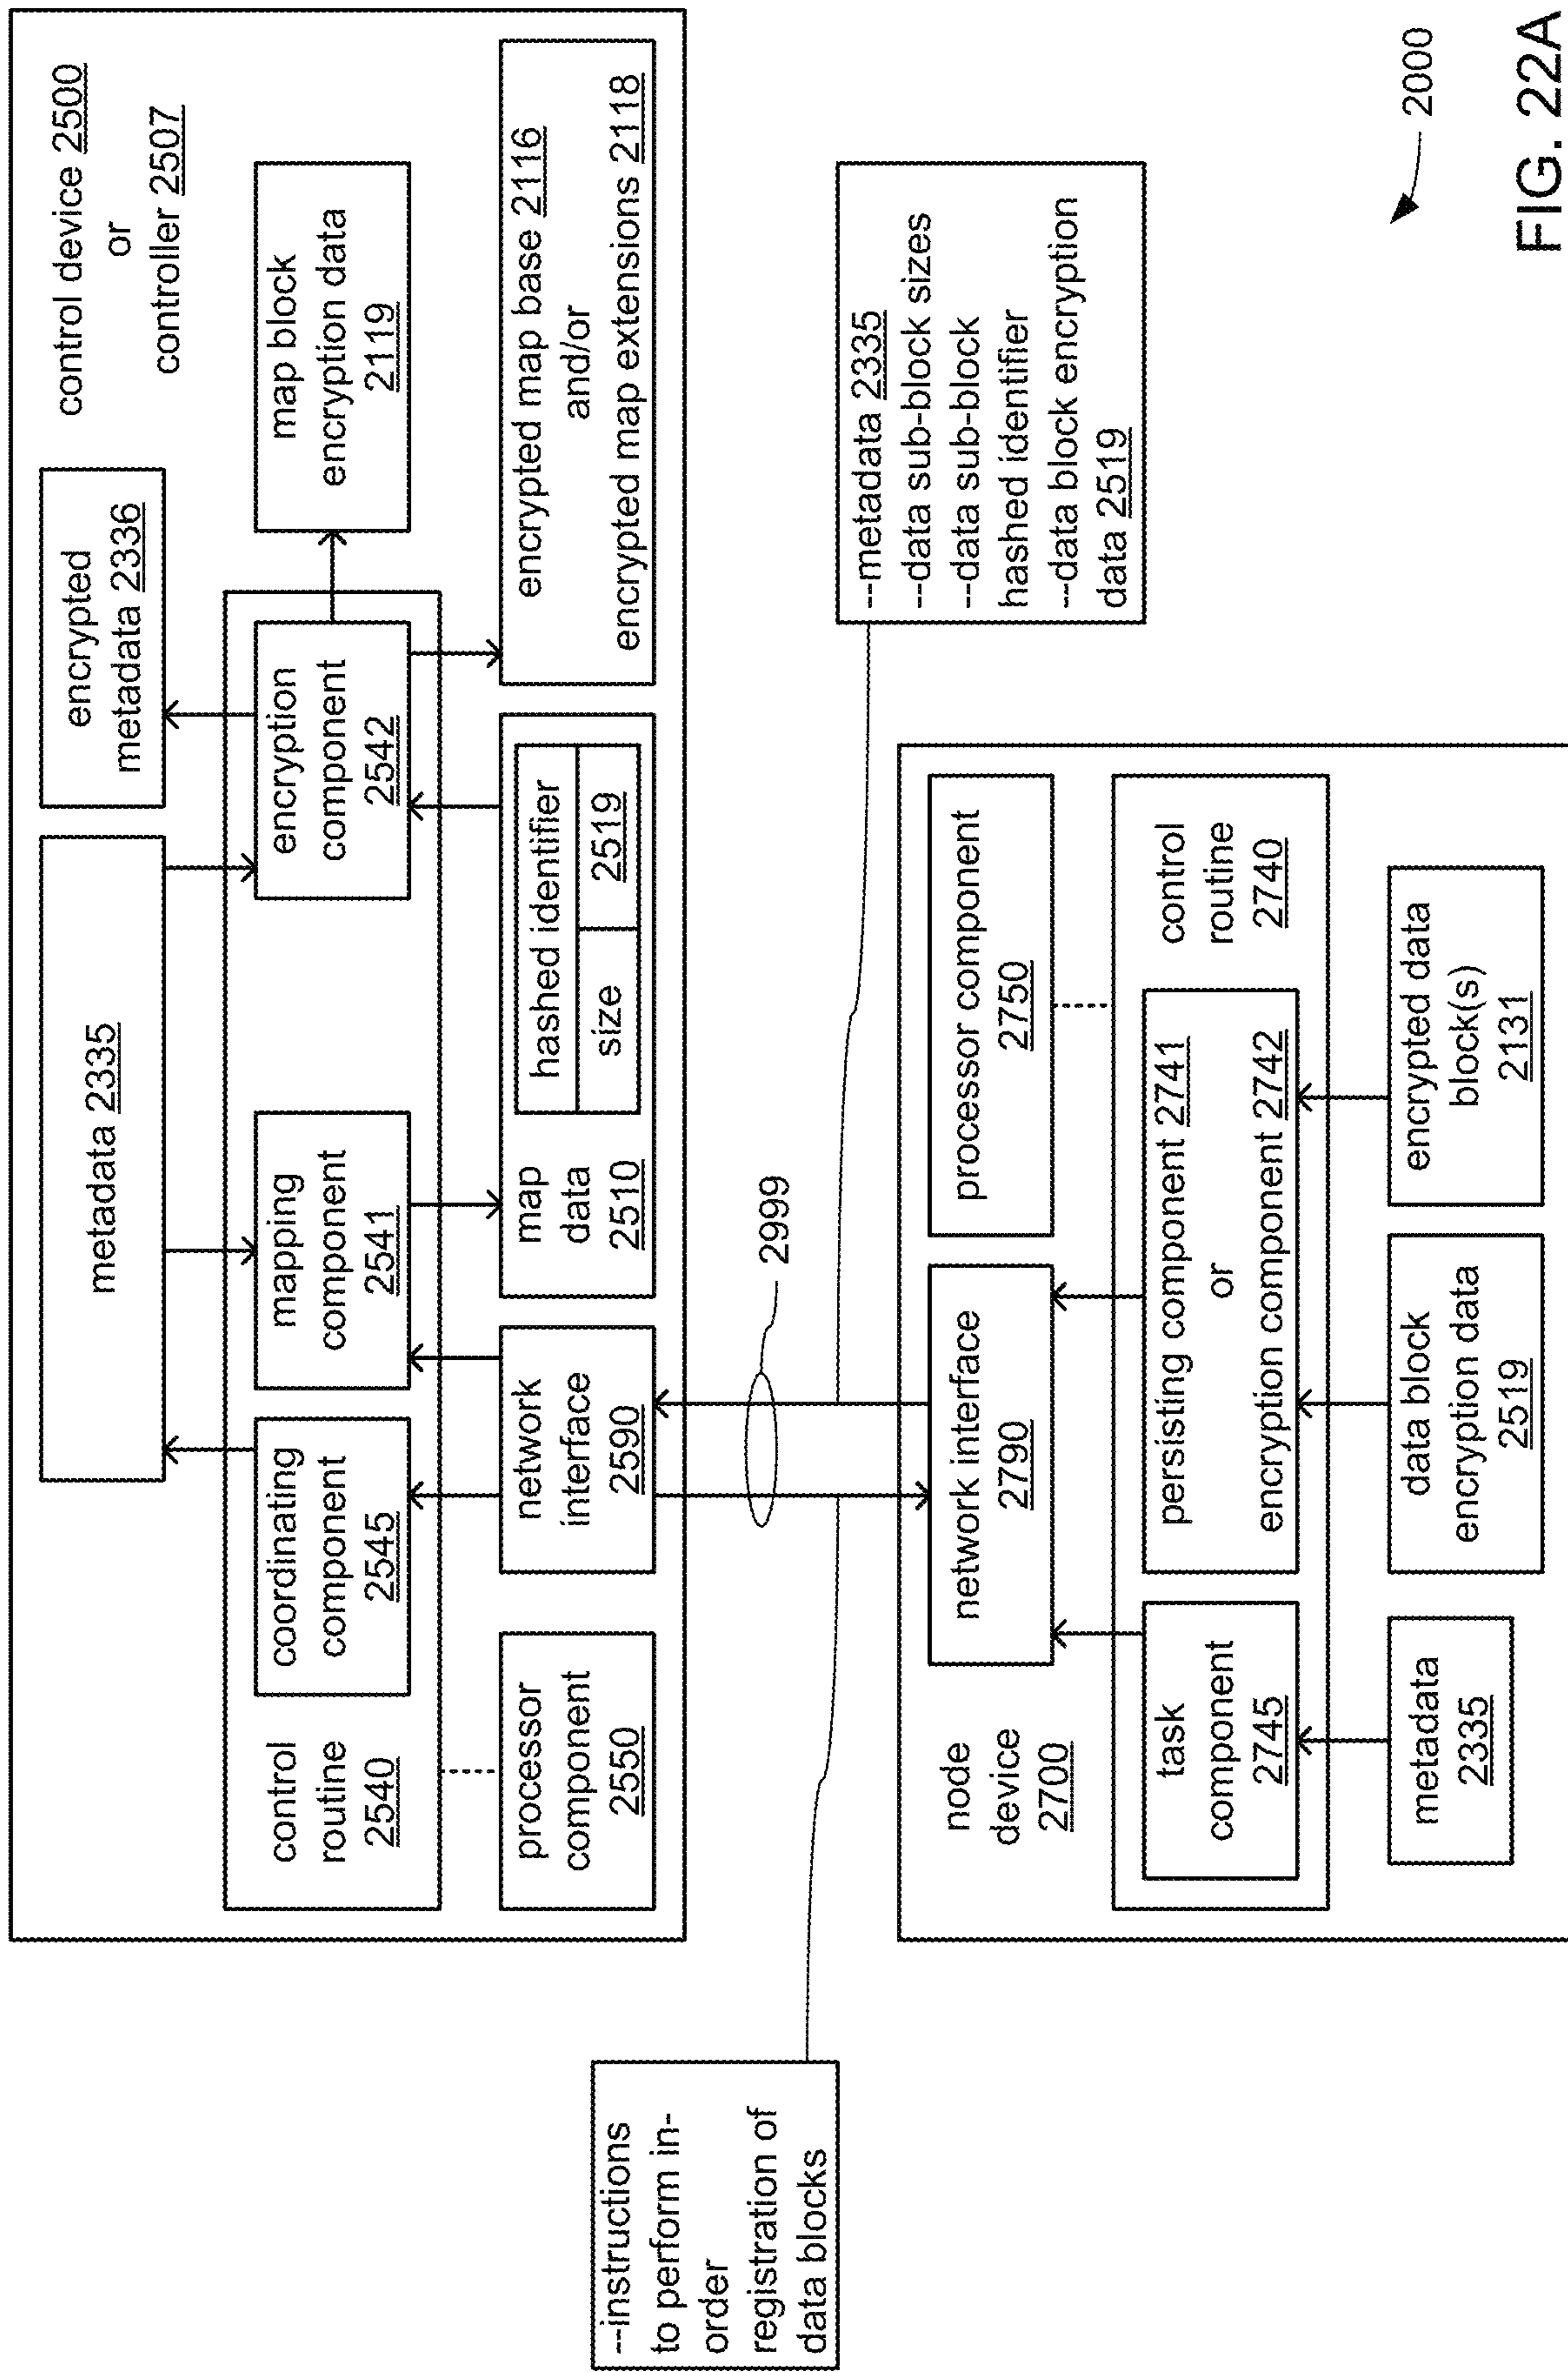 control device 2500
or
controller 2507
metadata 2335
encrypted
metadata 2336
control
routine
2540
coordinating
component
2545
mapping
component
2541
encryption
component
2542
map block
encryption data
2119
processor
component
2550
network
interface
2590
map
data
2510
hashed identifier
size
2519
encrypted map base 2116
and/or
encrypted map extensions 2118
2999
--instructions
to perform in-
order
registration of
data blocks
--metadata 2335
--data sub-block sizes
--data sub-block
hashed identifier
--data block encryption
data 2519
node
device
2700
network interface
2790
processor component
2750
task
component
2745
persisting component 2741
or
encryption component 2742
control
routine
2740
metadata
2335
data block
encryption data
2519
encrypted data
block(s)
2131
2000
FIG. 22A